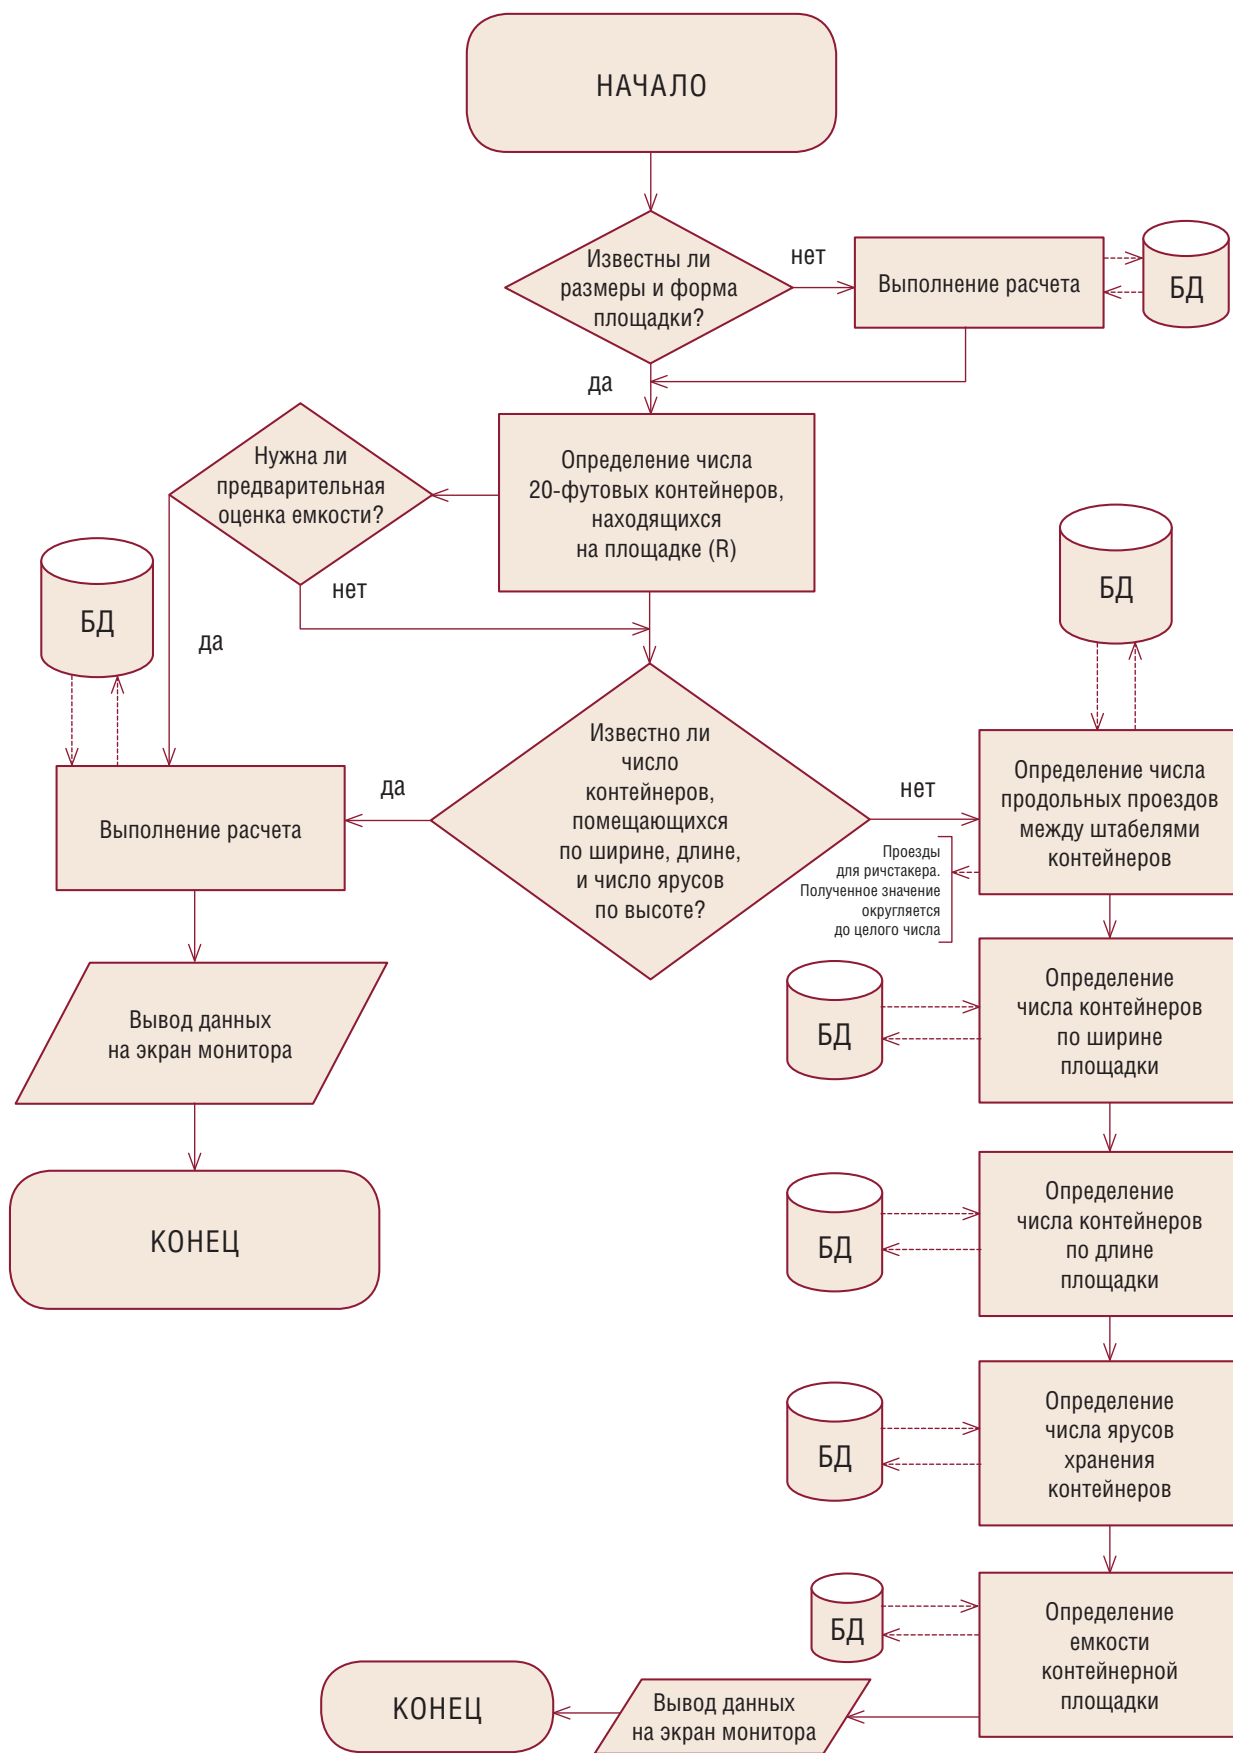 НАЧАЛО
Известны ли
размеры и форма
площадки?
нет
Выполнение расчета
БД
да
Нужна ли
предварительная
оценка емкости?
Определение числа
20-футовых контейнеров,
находящихся
на площадке (R)
нет
да
БД
БД
Известно ли
число
контейнеров,
помещающихся
по ширине, длине,
и число ярусов
по высоте?
да
нет
Выполнение расчета
Определение числа
продольных проездов
между штабелями
контейнеров
Проезды
для ричстакера.
Полученное значение
округляется
до целого числа
Вывод данных
на экран монитора
КОНЕЦ
БД
Определение
числа контейнеров
по ширине
площадки
БД
Определение
числа контейнеров
по длине
площадки
БД
Определение
числа ярусов
хранения
контейнеров
БД
Определение
емкости
контейнерной
площадки
Вывод данных
на экран монитора
КОНЕЦ